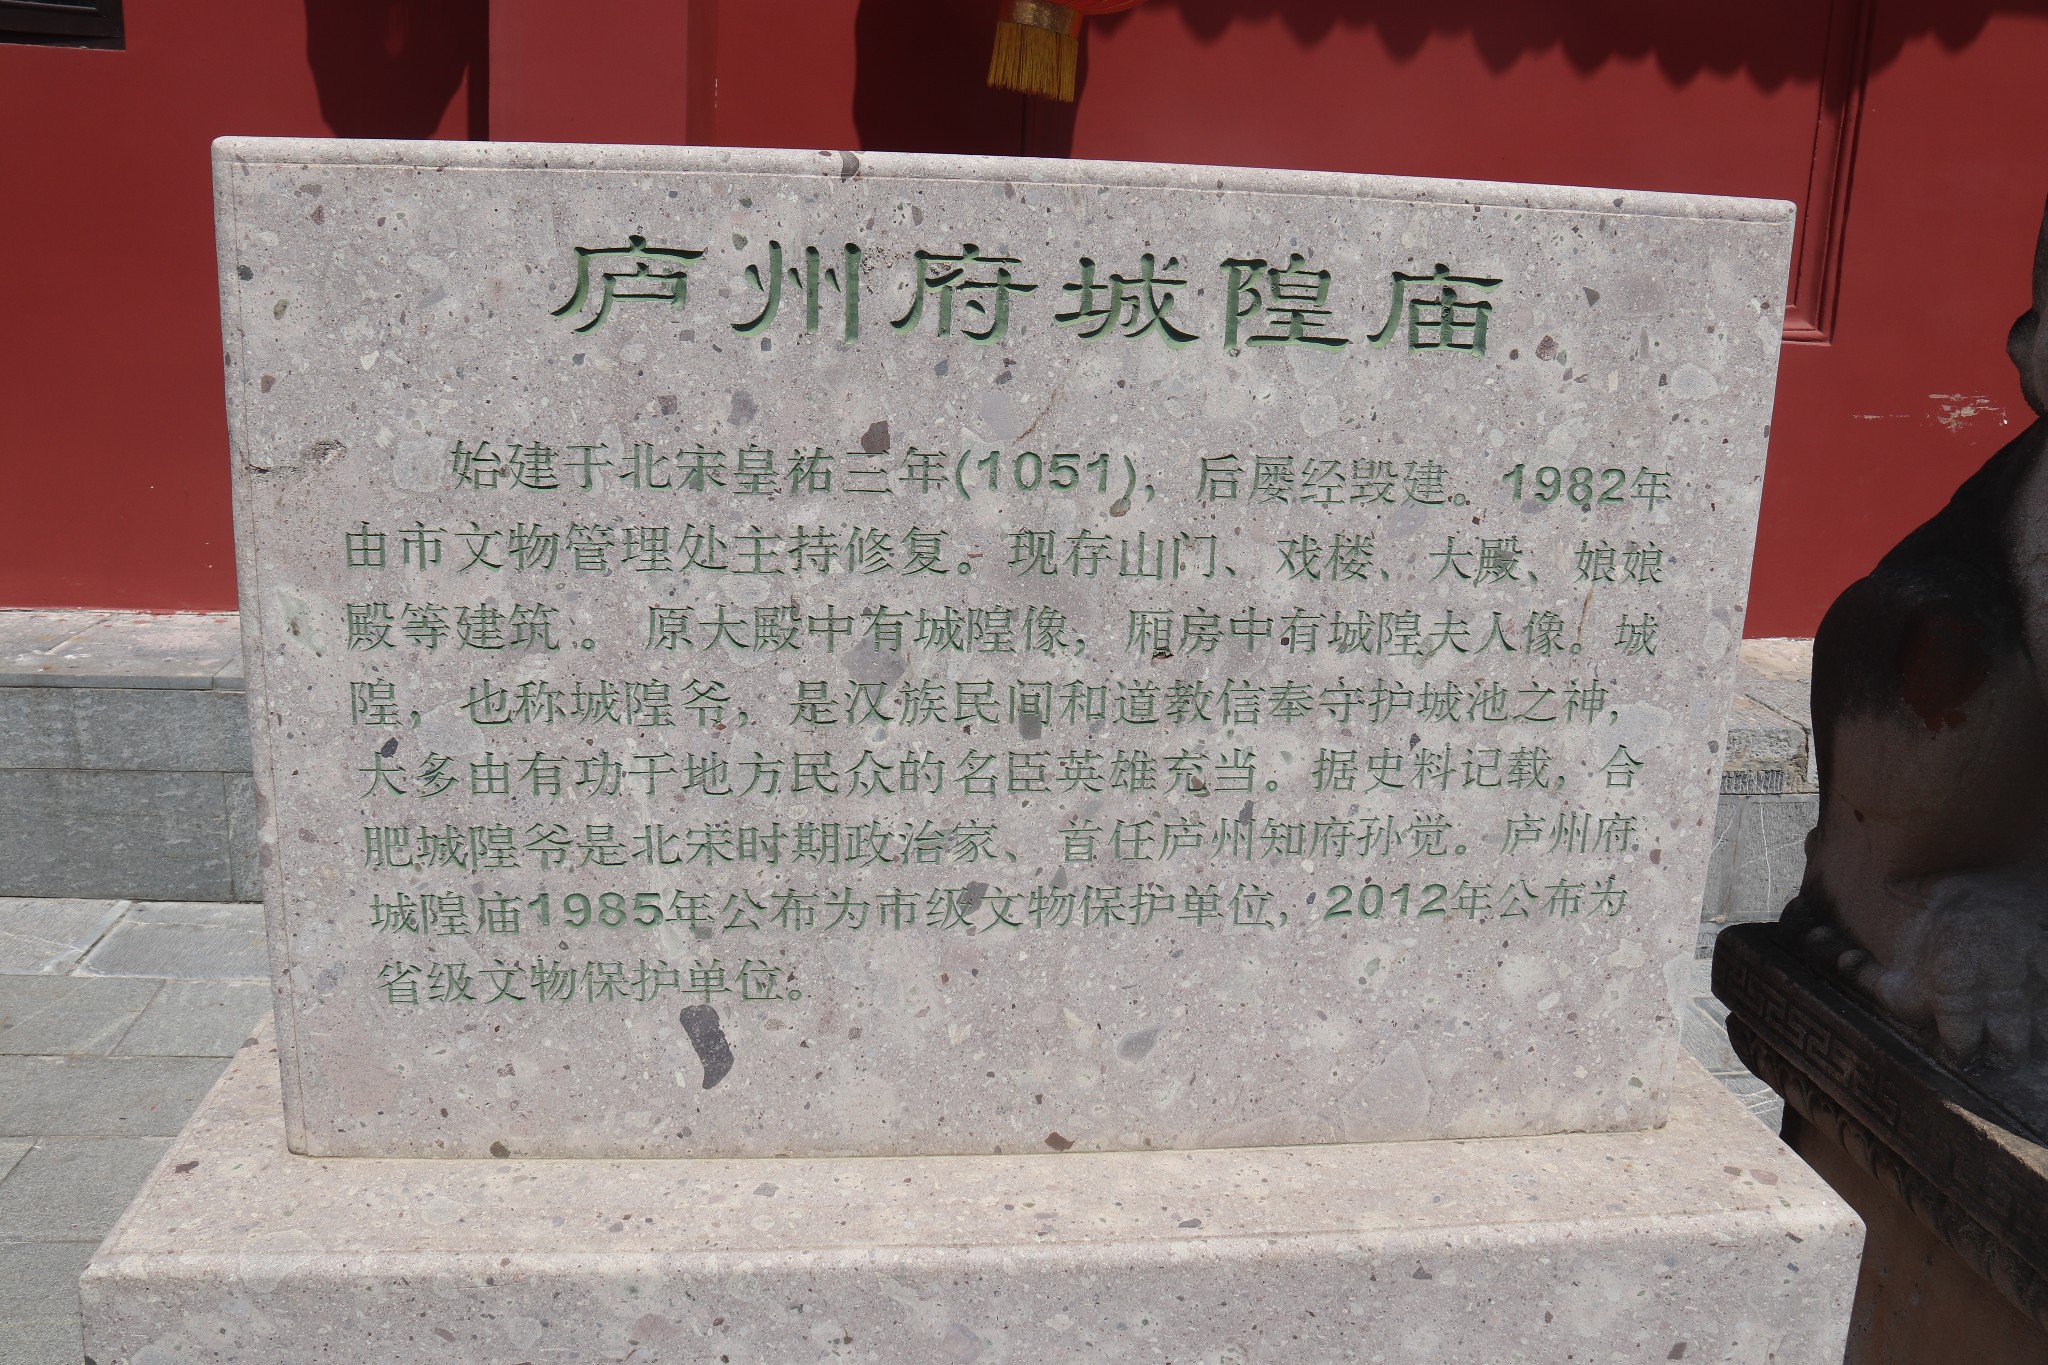 庐州府城隍庙
始建于北宋皇祐三年(1051)，后屡经毁建。1982年
由市文物管理处主持修复。现存山门、戏楼、大殿、娘娘
殿等建筑。 原大殿中有城隍像，厢房中有城隍夫人像。城
隍，也称城隍爷，是汉族民间和道教信奉守护城池之神，
大多由有功于地方民众的名臣英雄充当。据史料记载，合
肥城隍爷是北宋时期政治家、首任庐州知府孙觉。庐州府
城隍庙1985年公布为市级文物保护单位，2012年公布为
省级文物保护单位。